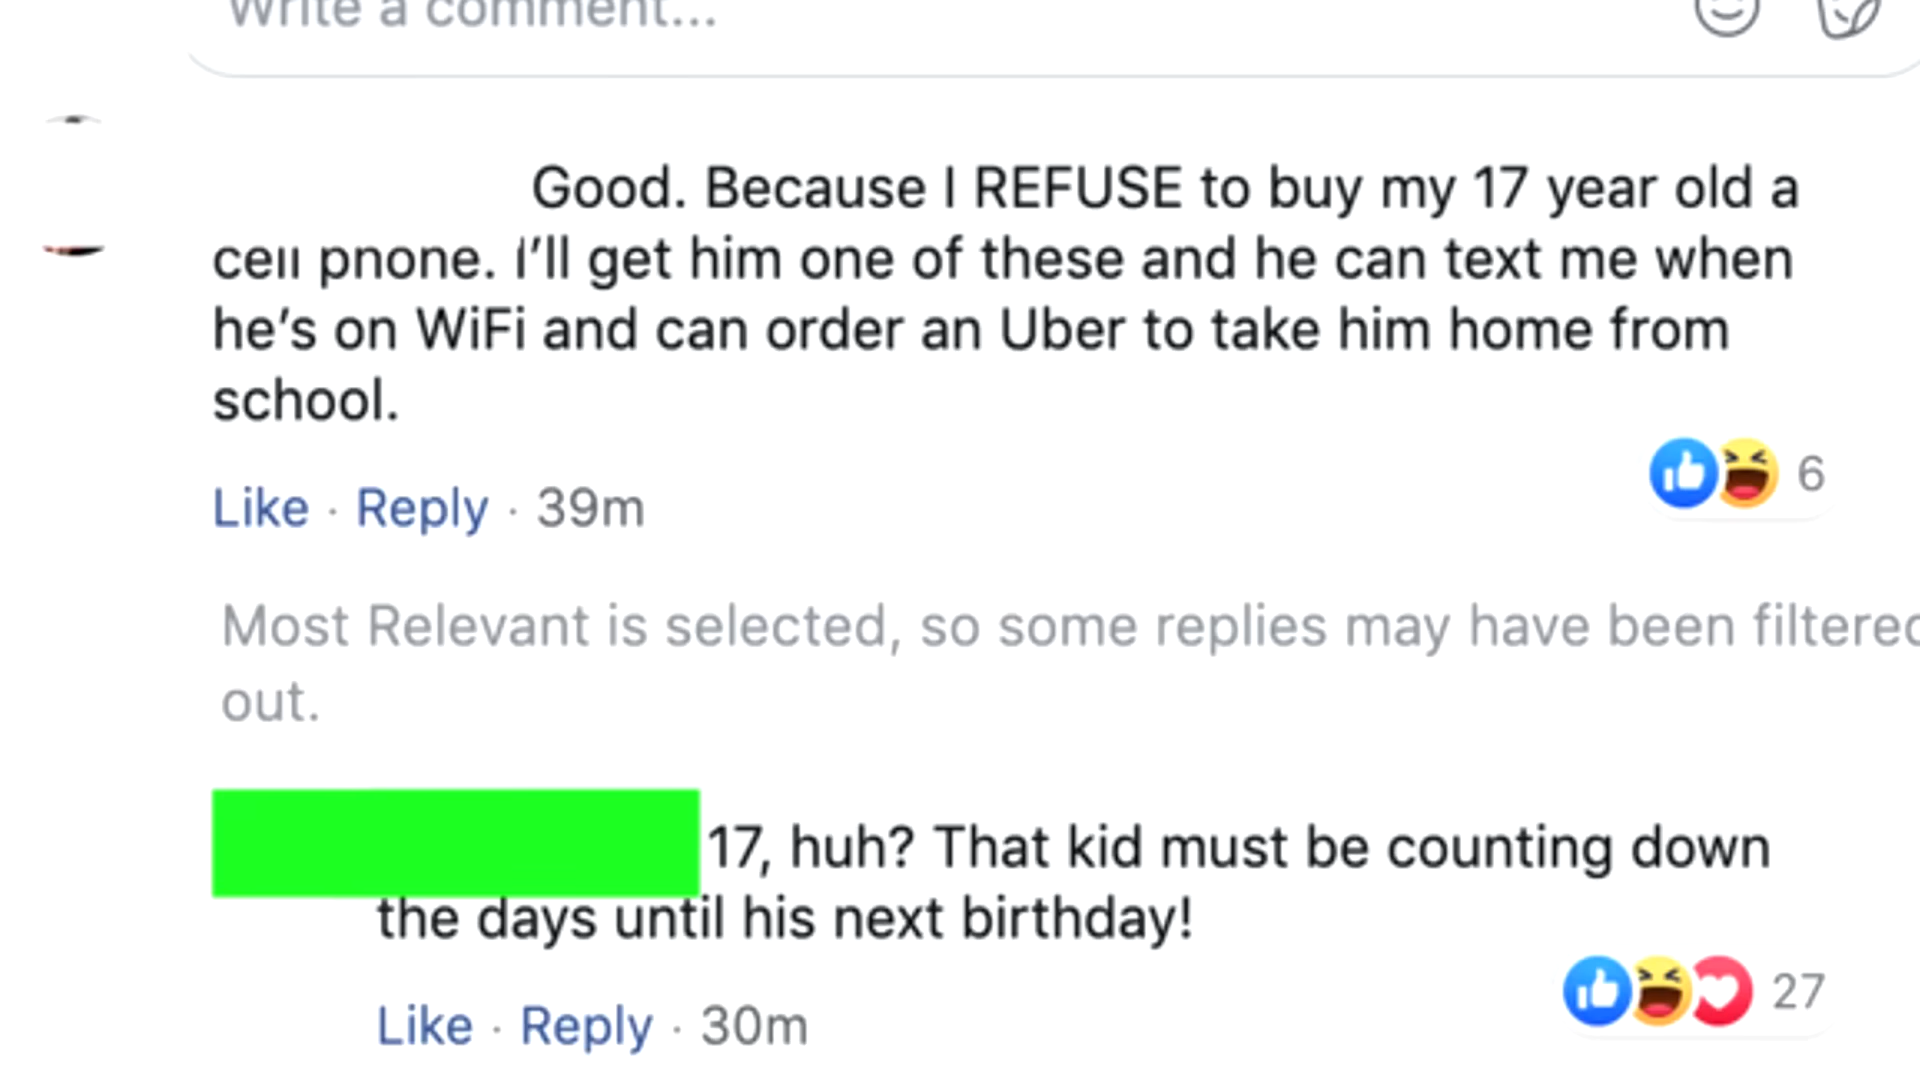 Write a comment...
Good. Because I REFUSE to buy my 17 year old a
cell phone. I'll get him one of these and he can text me when
he's on WiFi and can order an Uber to take him home from
school.
6
Like · Reply · 39m
Most Relevant is selected, so some replies may have been filtered
out.
17, huh? That kid must be counting down
the days until his next birthday!
27
Like · Reply · 30m